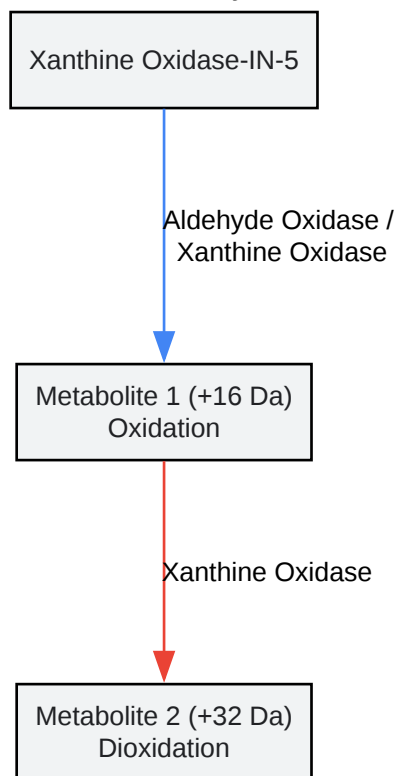 Xanthine Oxidase-IN-5
Aldehyde Oxidase /
Xanthine Oxidase
Metabolite 1 (+16 Da)
Oxidation
Xanthine Oxidase
Metabolite 2 (+32 Da)
Dioxidation